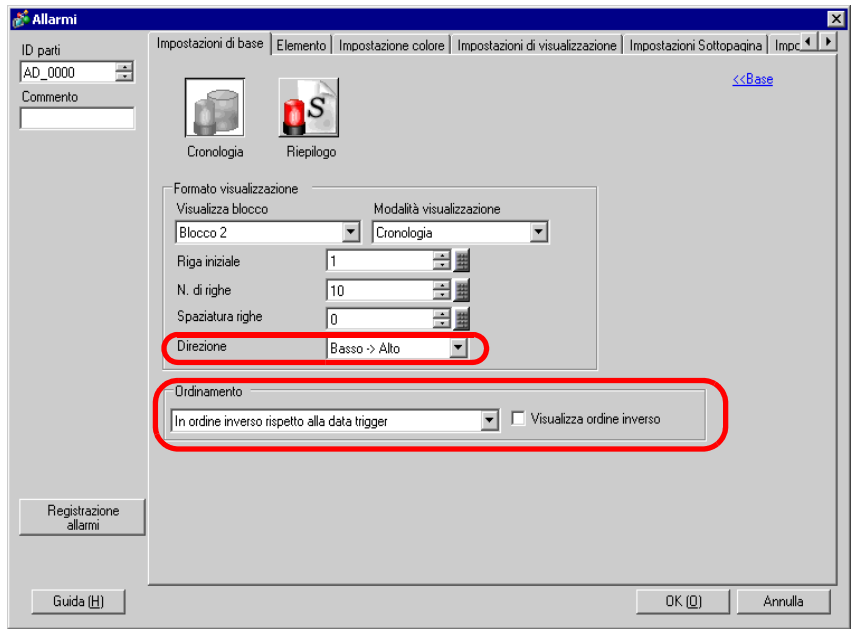 Allarmi
ID parti
AD_0000
Commento
Impostazioni di base
Elemento
Impostazione colore
Impostazioni di visualizzazione
Impostazioni Sottopagina
Impc
<<Base
S
Cronologia
Riepilogo
Formato visualizzazione
Visualizza blocco
Modalità visualizzazione
Blocco 2
Cronologia
Riga iniziale
1
N. di righe
10
Spaziatura righe
0
Direzione
Basso -> Alto
Ordinamento
In ordine inverso rispetto alla data trigger
Visualizza ordine inverso
Registrazione
allarmi
Guida (H)
OK (O)
Annulla